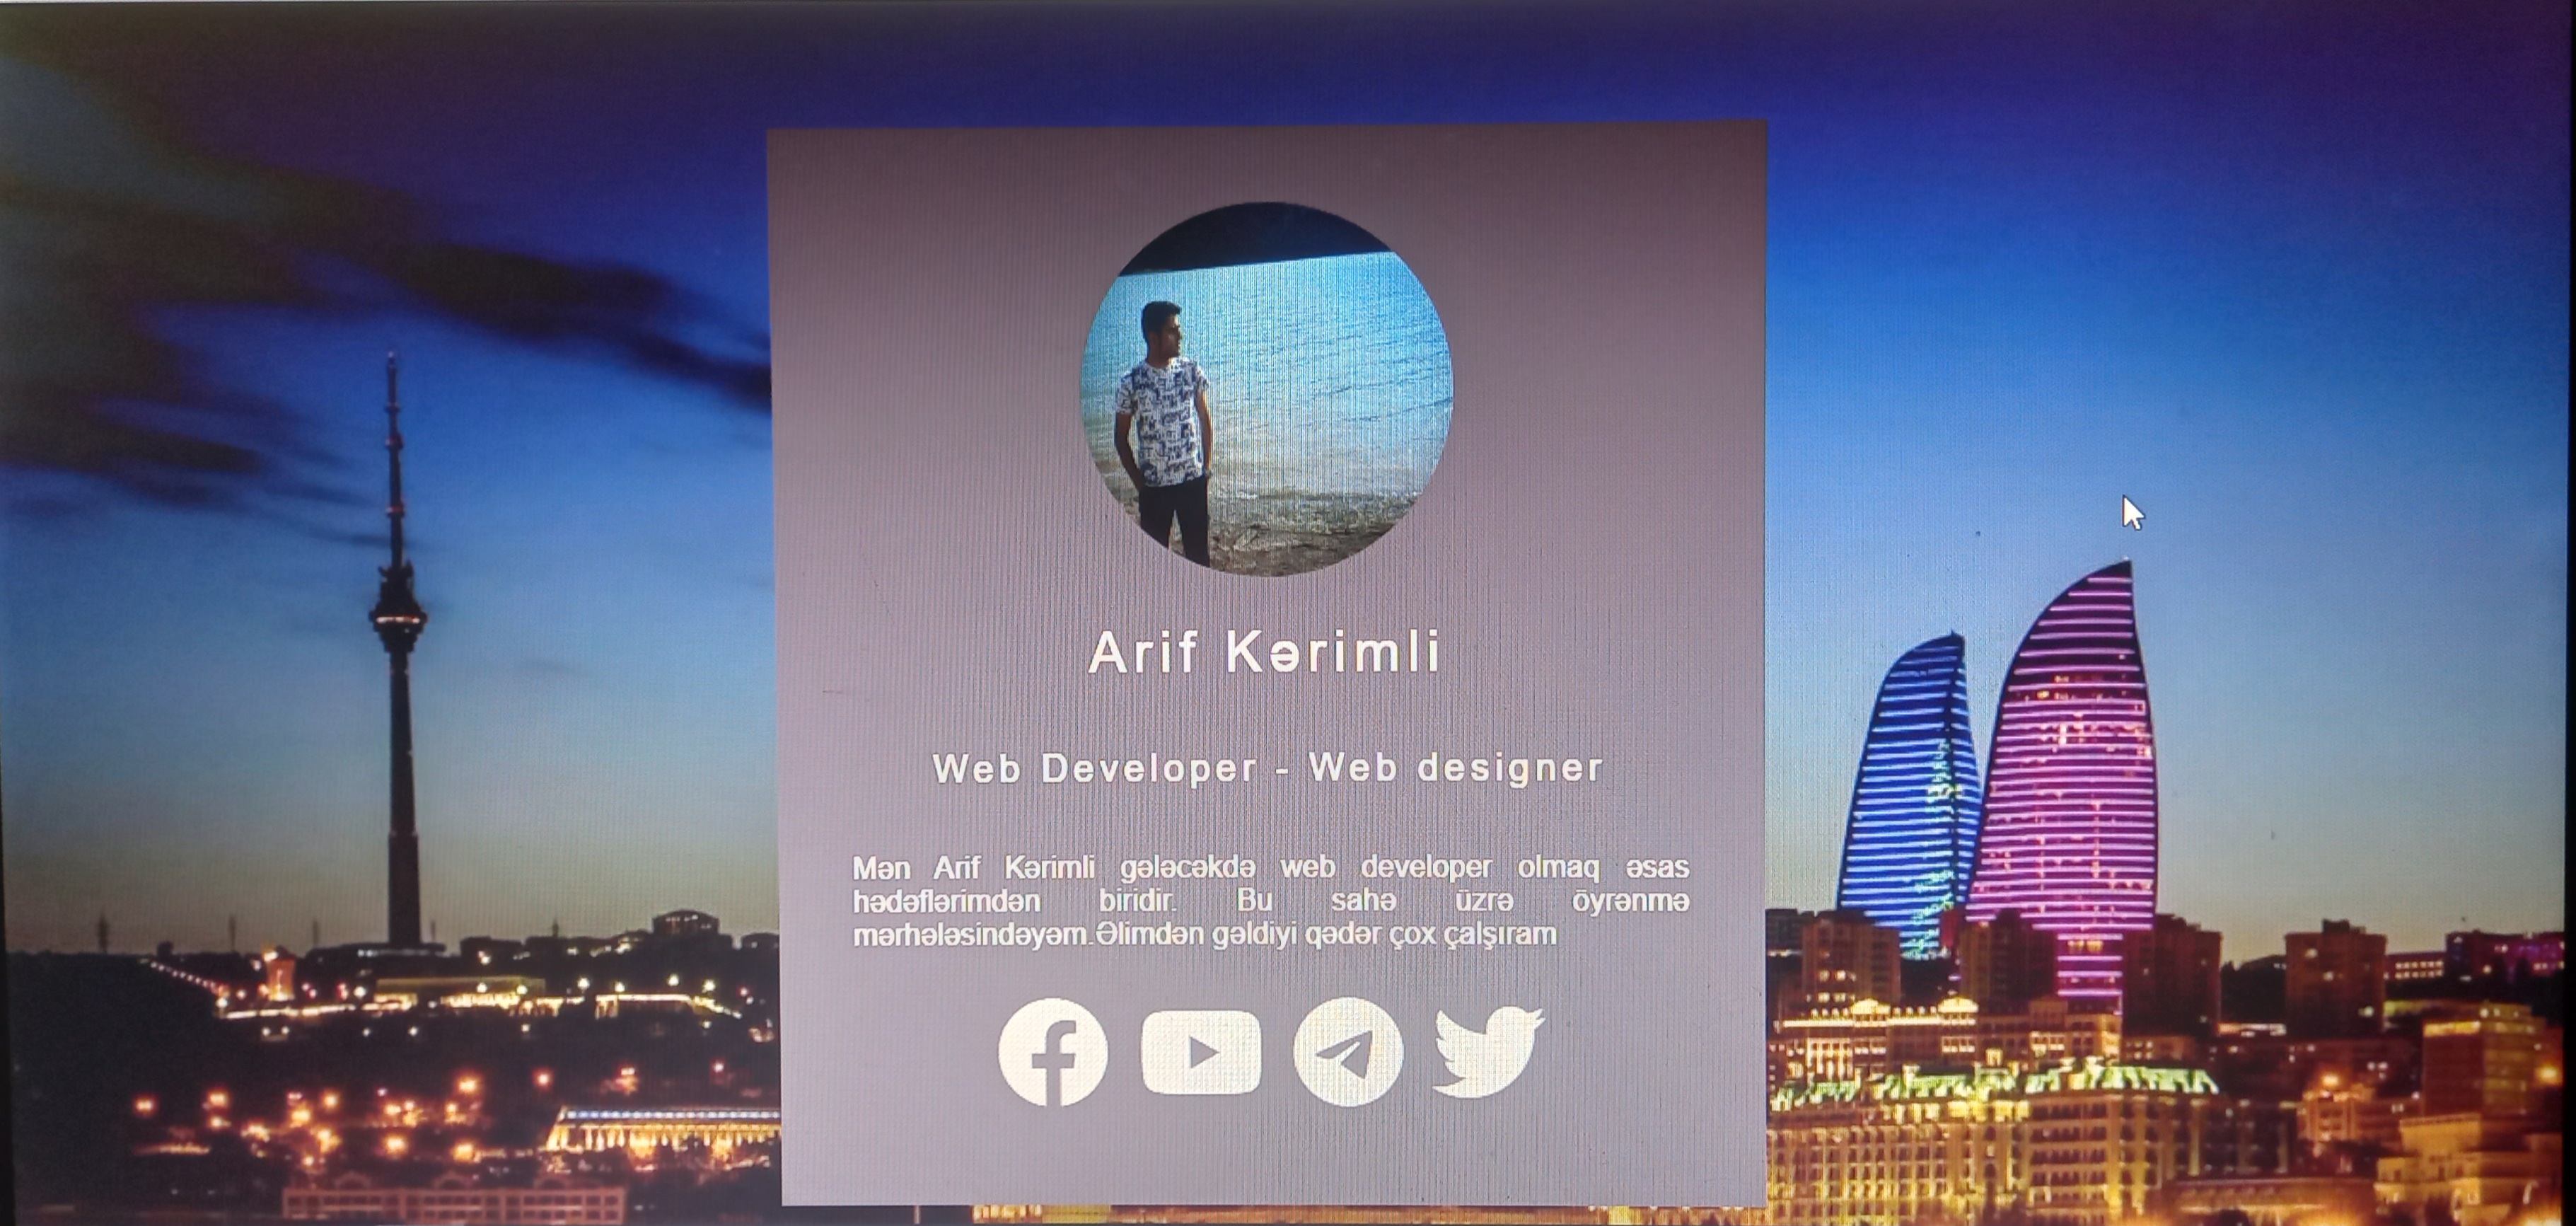 Arif Kərimli
Web Developer - Web designer
Mən Arif Kərimli gələcəkdə web developer olmaq əsas
hədəflərimdən biridir. Bu sahə üzrə öyrənmə
mərhələsindəyəm.Əlimdən gəldiyi qədər çox çalşıram